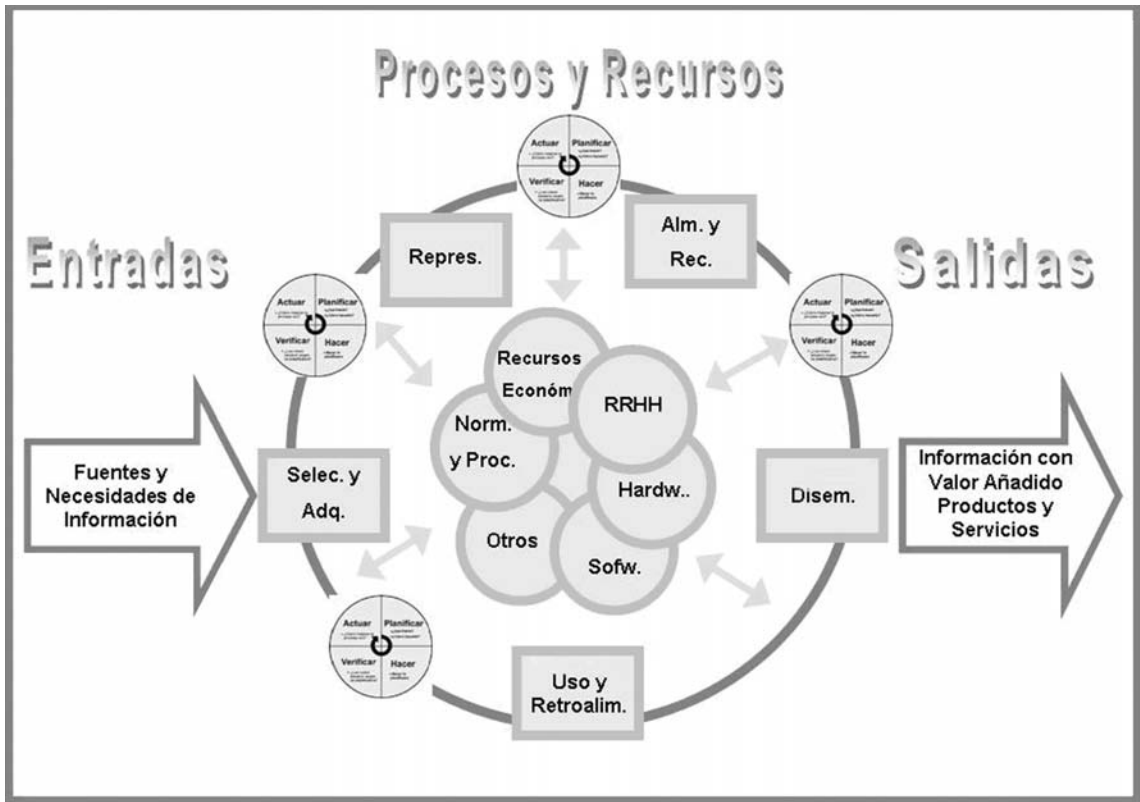 Procesos y Recursos
Entradas
Salidas
Actuar
Planificar
Verificar
Hacer
Repres.
Alm. y
Rec.
Actuar
Planificar
Verificar
Hacer
Actuar
Planificar
Verificar
Hacer
Recursos
Económ
RRHH
Norm.
y Proc.
Hardw..
Otros
Sofw.
Fuentes y
Necesidades de
Información
Selec. y
Adq.
Disem.
Información con
Valor Añadido
Productos y
Servicios
Actuar
Planificar
Verificar
Hacer
Uso y
Retroalim.